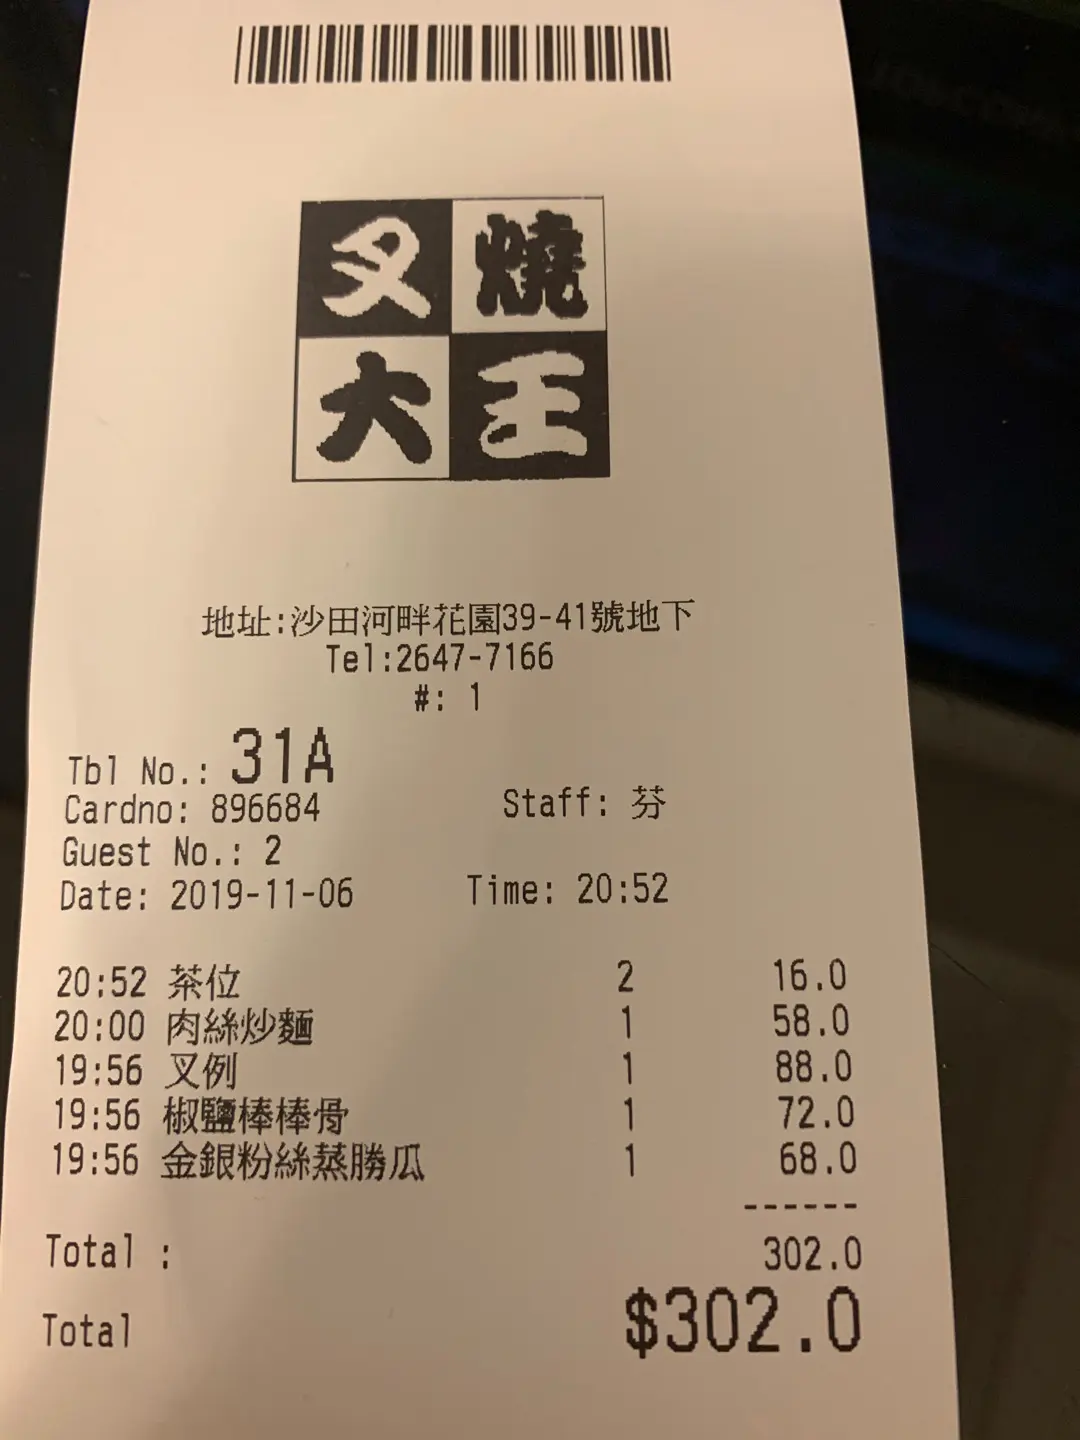 叉燒
大王
地址:沙田河畔花園39-41號地下
Tel:2647-7166
#: 1
Tbl No.: 31A
Cardno: 896684 Staff: 芬
Guest No.: 2
Date: 2019-11-06 Time: 20:52
20:52 茶位 2 16.0
20:00 肉絲炒麵 1 58.0
19:56 叉例 1 88.0
19:56 椒鹽棒棒骨 1 72.0
19:56 金銀粉絲蒸勝瓜 1 68.0
------
Total : 302.0
Total $302.0